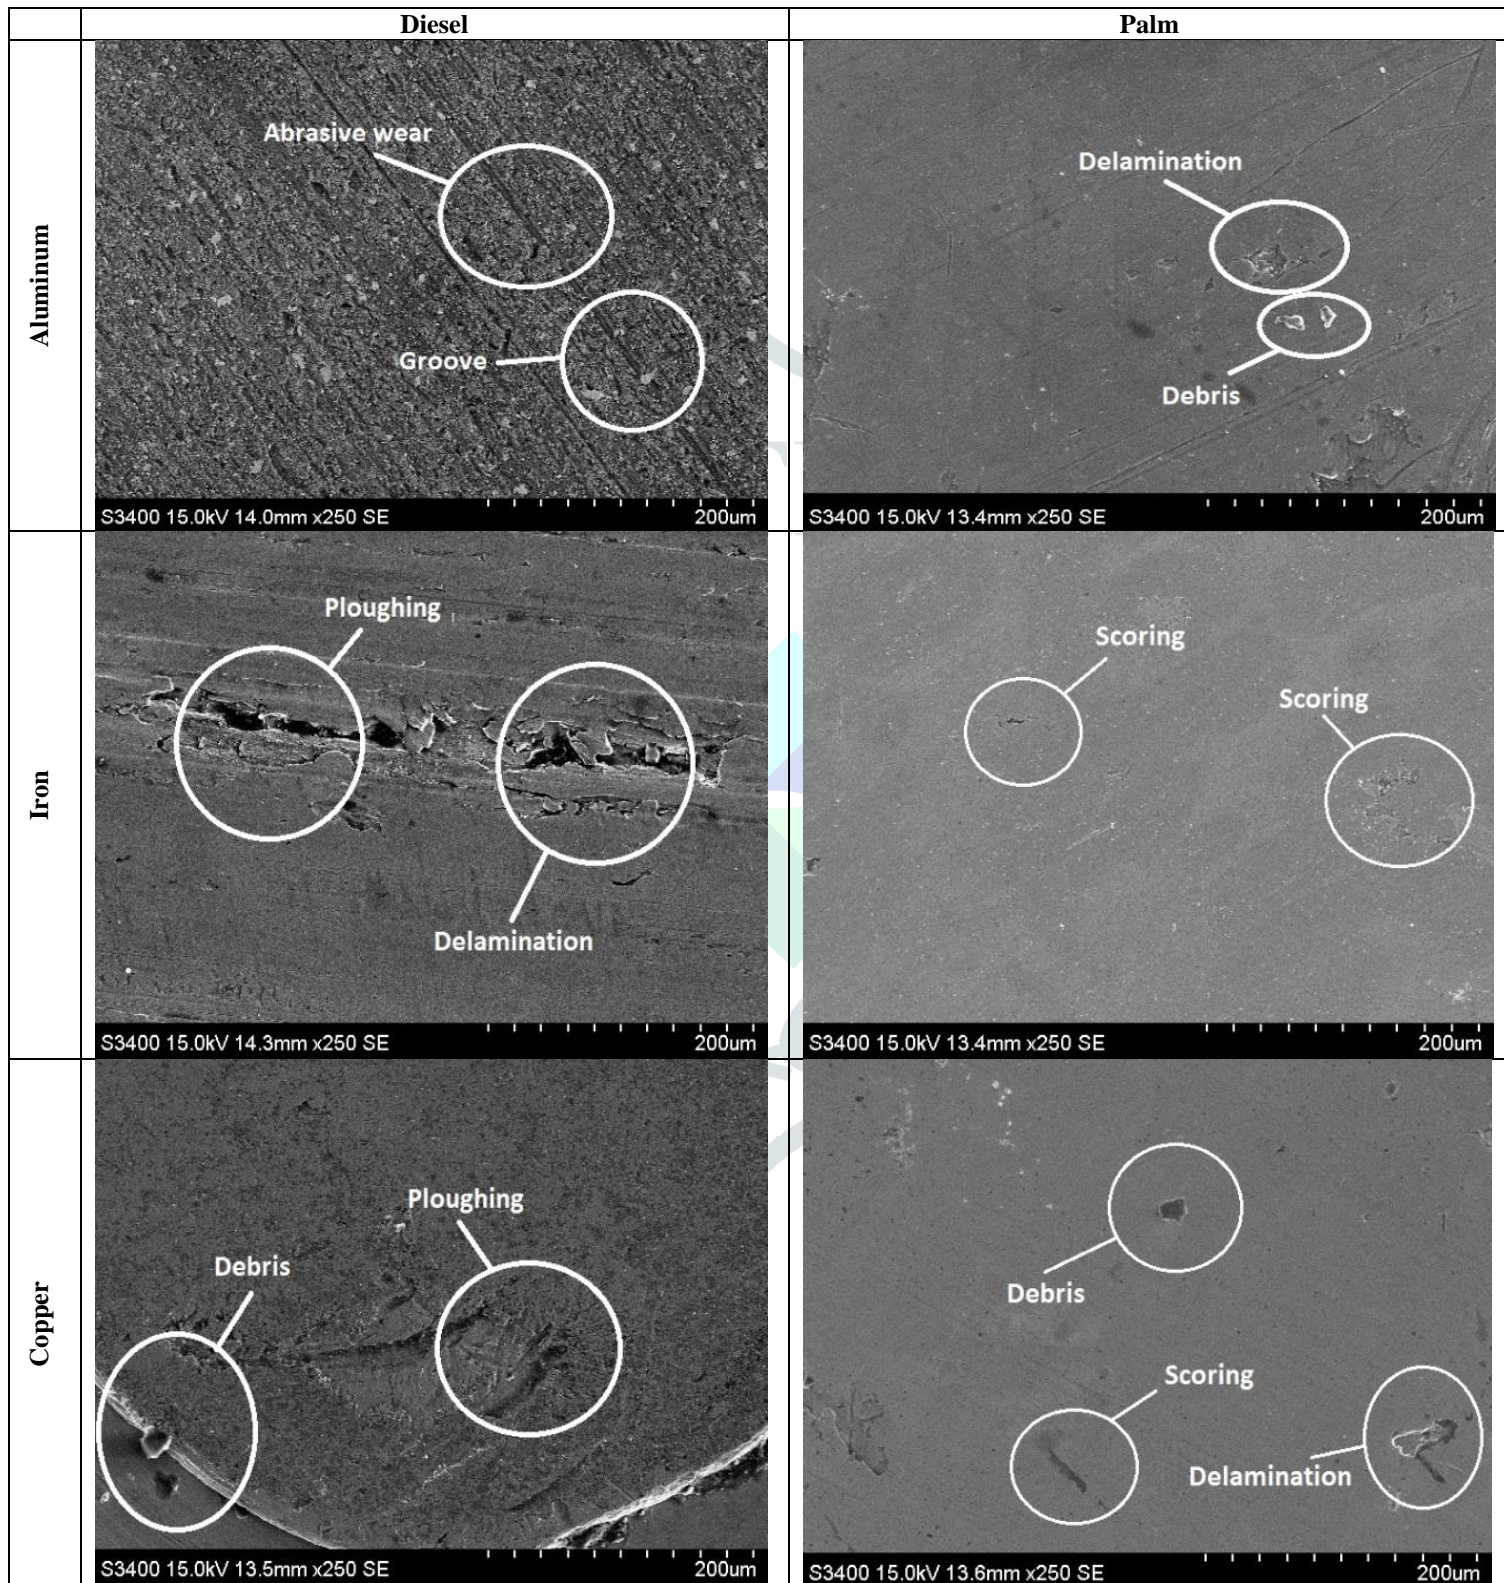 Diesel
Palm
Aluminum
Abrasive wear
Groove
S3400 15.0kV 14.0mm x250 SE
200um
Delamination
Debris
S3400 15.0kV 13.4mm x250 SE
200um
Iron
Ploughing
Delamination
S3400 15.0kV 14.3mm x250 SE
200um
Scoring
Scoring
S3400 15.0kV 13.4mm x250 SE
200um
Copper
Ploughing
Debris
S3400 15.0kV 13.5mm x250 SE
200um
Debris
Scoring
Delamination
S3400 15.0kV 13.6mm x250 SE
200um